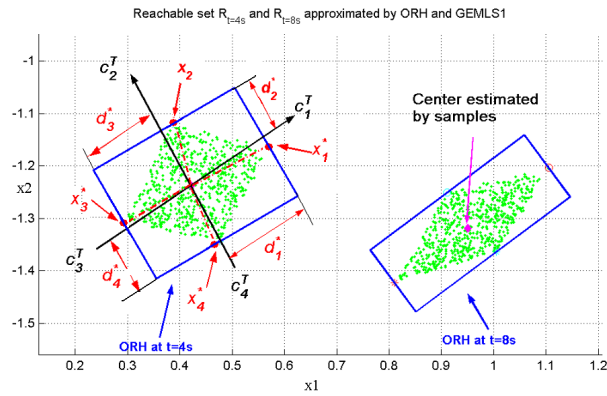 Reachable set R_{t=4s} and R_{t=8s} approximated by ORH and GEMLS1
-1
-1.1
-1.2
-1.3
-1.4
-1.5
x2
c_2^T
x_2
d_2^*
d_3^*
c_1^T
x_1^*
x_3^*
c_3^T
d_4^*
x_4^*
c_4^T
d_1^*
ORH at t=4s
Center estimated
by samples
ORH at t=8s
0.2 0.3 0.4 0.5 0.6 0.7 0.8 0.9 1 1.1 1.2
x1